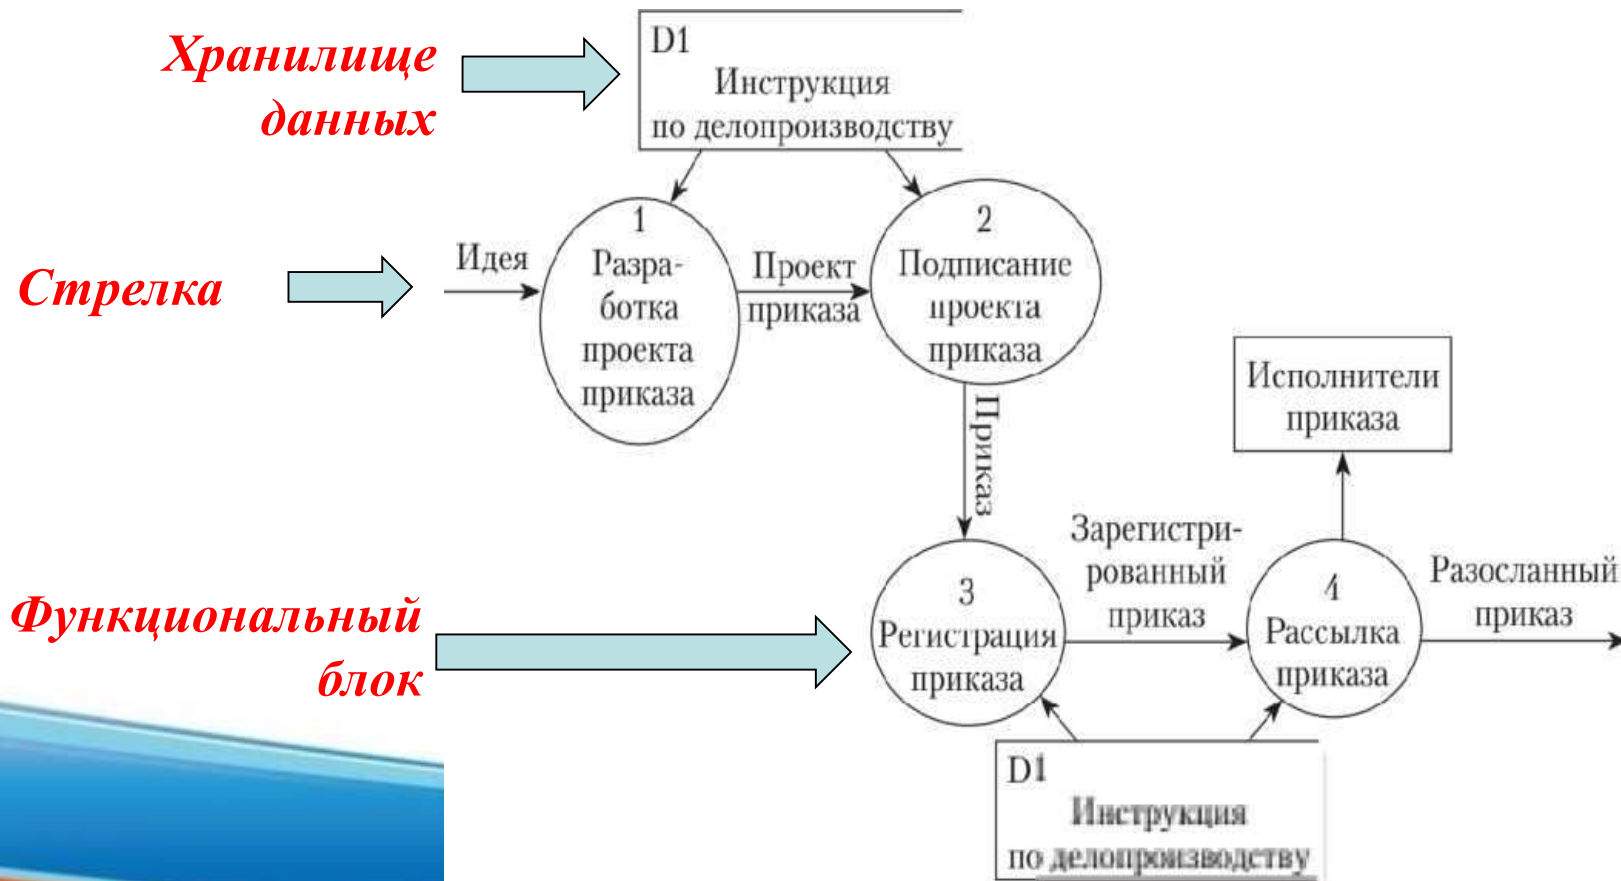 Хранилище
данных
D1
Инструкция
по делопроизводству
Стрелка
Идея
1
Разра-
ботка
проекта
приказа
Проект
приказа
2
Подписание
проекта
приказа
Приказ
Исполнители
приказа
Функциональный
блок
3
Регистрация
приказа
Зарегистри-
рованный
приказ
4
Рассылка
приказа
Разосланный
приказ
D1
Инструкция
по делопроизводству